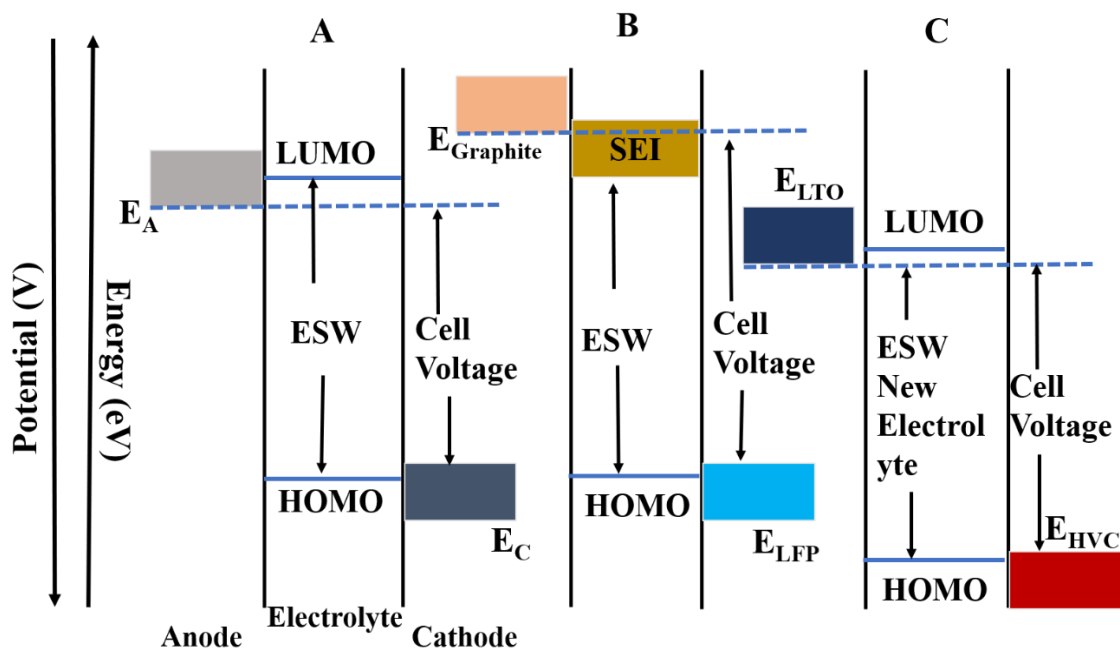 A
B
C
Potential (V)
Energy (eV)
E_A
LUMO
ESW
HOMO
Cell
Voltage
E_C
Anode
Electrolyte
Cathode
E_Graphite
SEI
ESW
HOMO
Cell
Voltage
E_LFP
E_LTO
LUMO
ESW
New
Electrol
yte
HOMO
Cell
Voltage
E_HVC